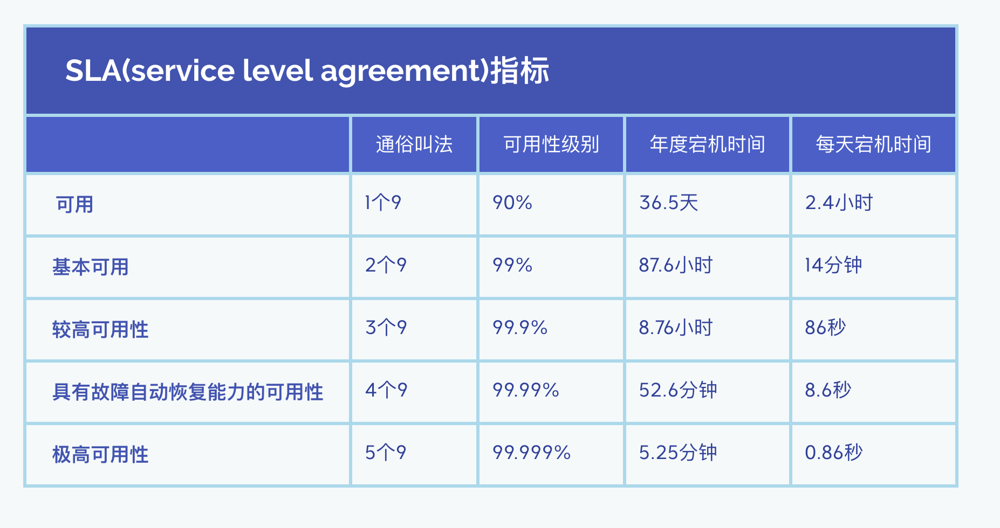 SLA(service level agreement)指标
通俗叫法 可用性级别 年度宕机时间 每天宕机时间
可用 1个9 90% 36.5天 2.4小时
基本可用 2个9 99% 87.6小时 14分钟
较高可用性 3个9 99.9% 8.76小时 86秒
具有故障自动恢复能力的可用性 4个9 99.99% 52.6分钟 8.6秒
极高可用性 5个9 99.999% 5.25分钟 0.86秒